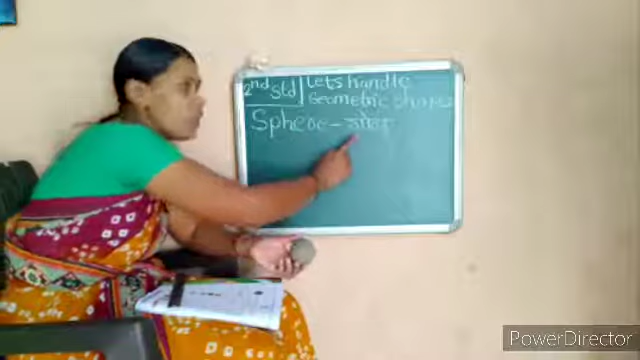 2nd Std
Lets handle
Geometric shapes
Sphere - गोल
PowerDirector